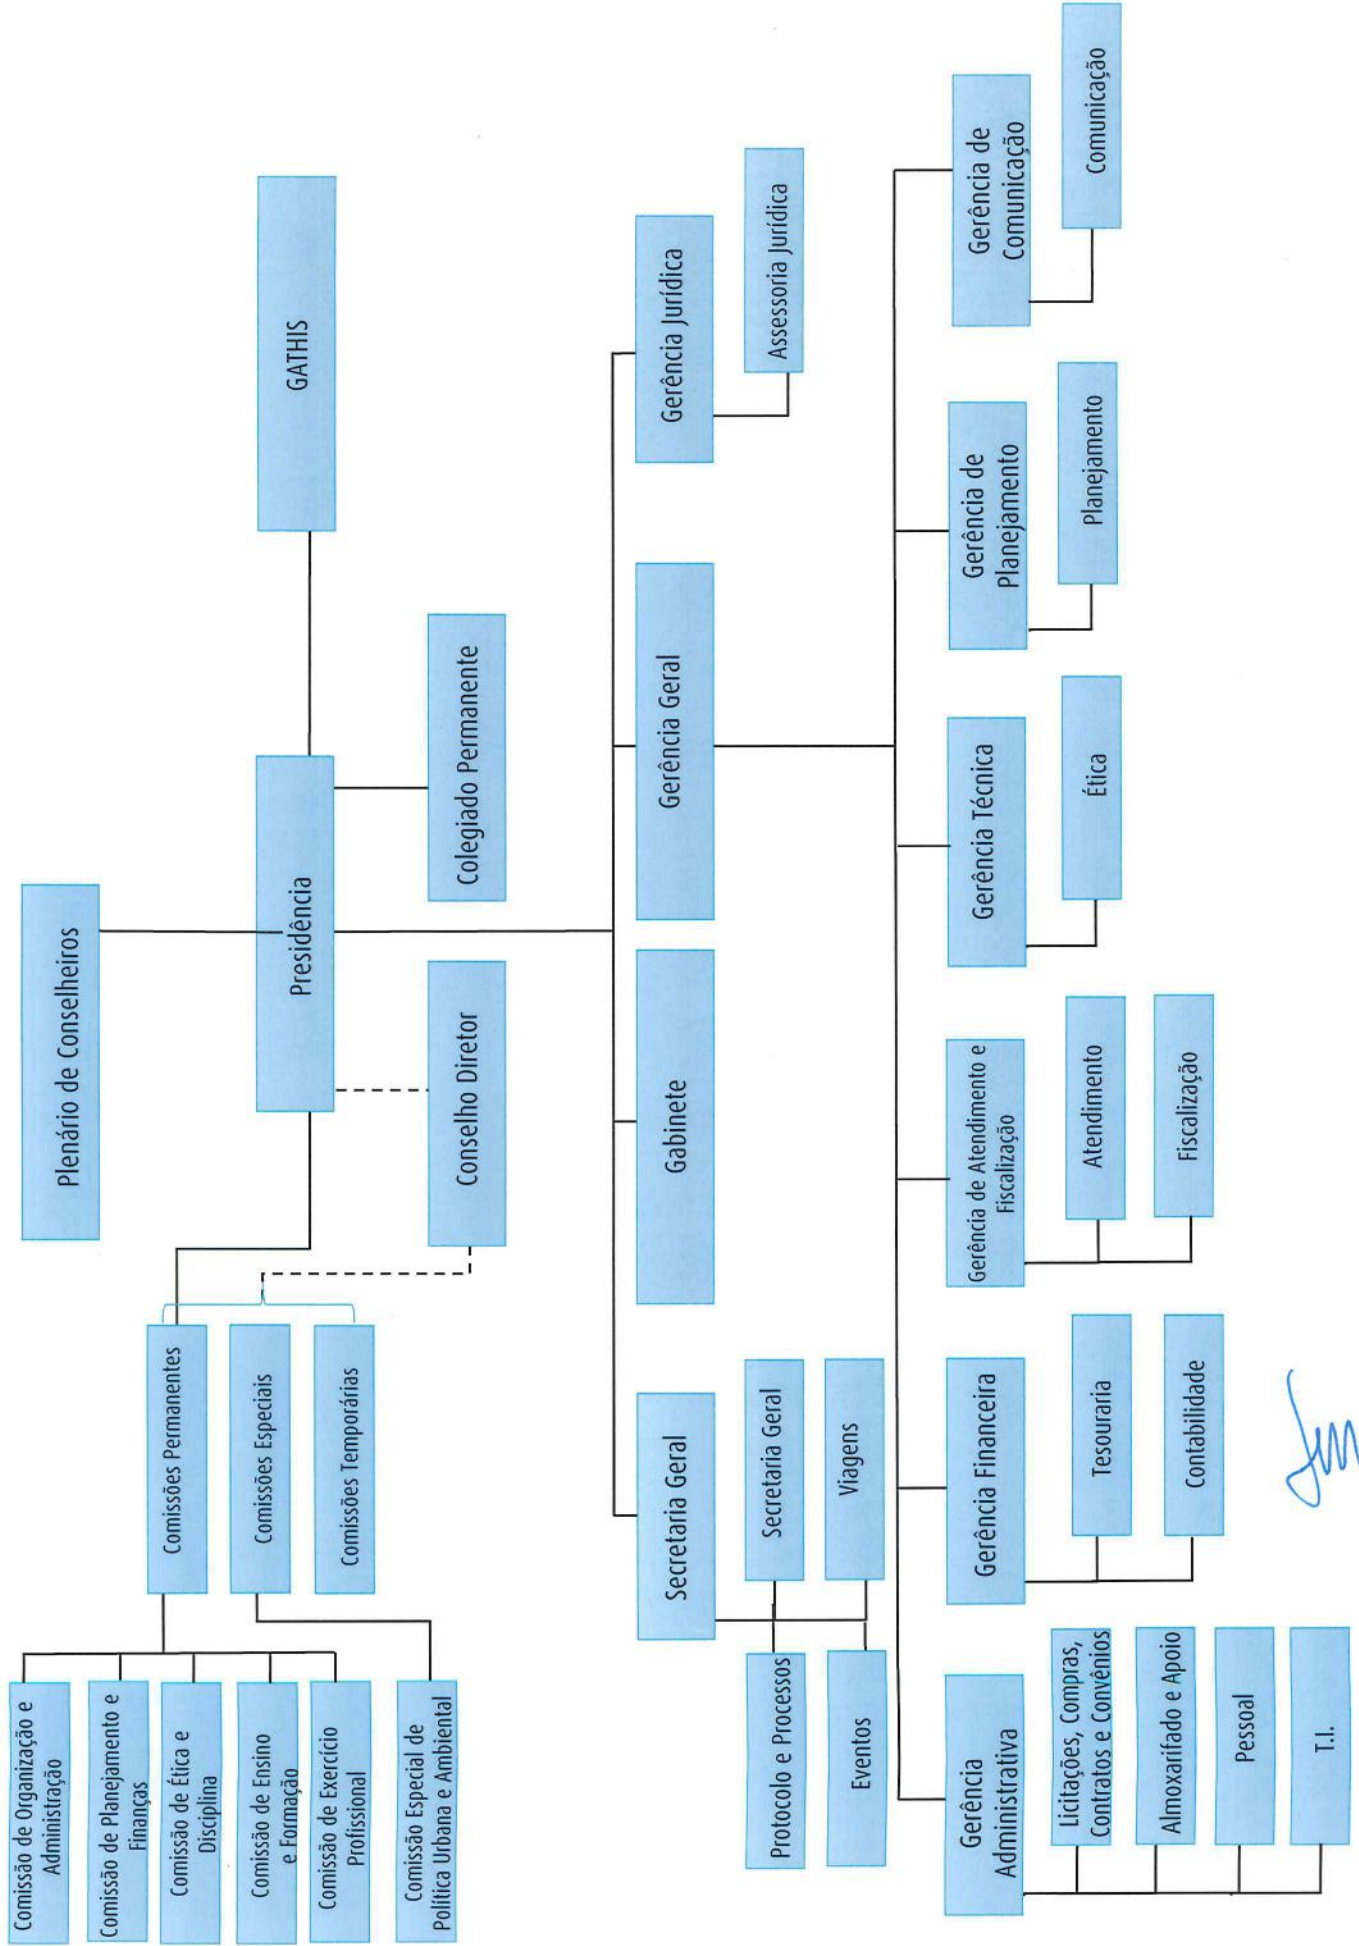 Plenário de Conselheiros
Presidência
GATHIS
Conselho Diretor
Colegiado Permanente
Comissões Permanentes
Comissões Especiais
Comissões Temporárias
Comissão de Organização e
Administração
Comissão de Planejamento e
Finanças
Comissão de Ética e
Disciplina
Comissão de Ensino
e Formação
Comissão de Exercício
Profissional
Comissão Especial de
Política Urbana e Ambiental
Secretaria Geral
Gabinete
Gerência Geral
Gerência Jurídica
Protocolo e Processos
Secretaria Geral
Eventos
Viagens
Assessoria Jurídica
Gerência
Administrativa
Licitações, Compras,
Contratos e Convênios
Almoxarifado e Apoio
Pessoal
T.I.
Gerência Financeira
Tesouraria
Contabilidade
Gerência de Atendimento e
Fiscalização
Atendimento
Fiscalização
Gerência Técnica
Ética
Gerência de
Planejamento
Planejamento
Gerência de
Comunicação
Comunicação